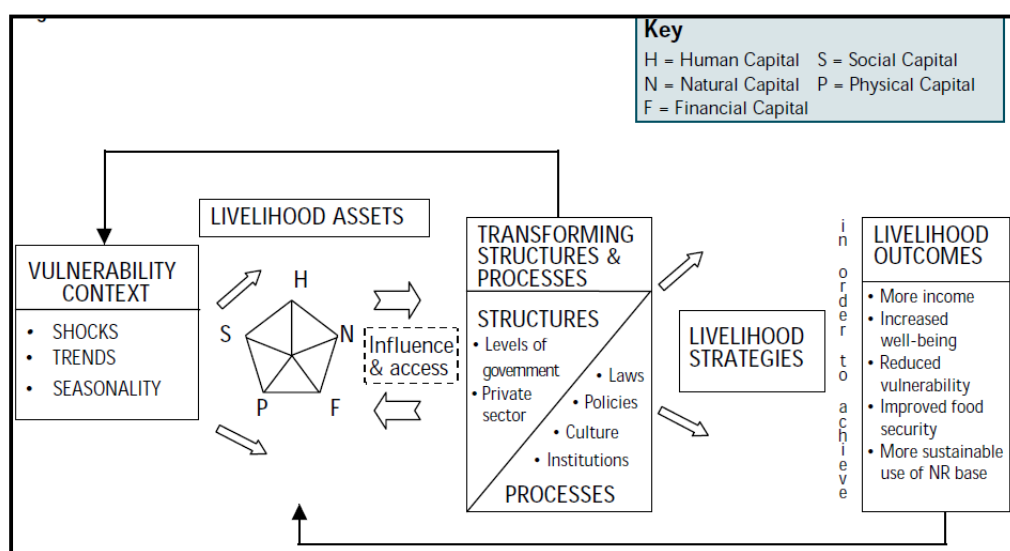 Key
H = Human Capital S = Social Capital
N = Natural Capital P = Physical Capital
F = Financial Capital
LIVELIHOOD ASSETS
VULNERABILITY
CONTEXT
• SHOCKS
• TRENDS
• SEASONALITY
H
S
N
P
F
Influence
& access
TRANSFORMING
STRUCTURES &
PROCESSES
STRUCTURES
• Levels of
government
• Private
sector
• Laws
• Policies
• Culture
• Institutions
PROCESSES
LIVELIHOOD
STRATEGIES
in order to achieve
LIVELIHOOD
OUTCOMES
• More income
• Increased
well-being
• Reduced
vulnerability
• Improved food
security
• More sustainable
use of NR base